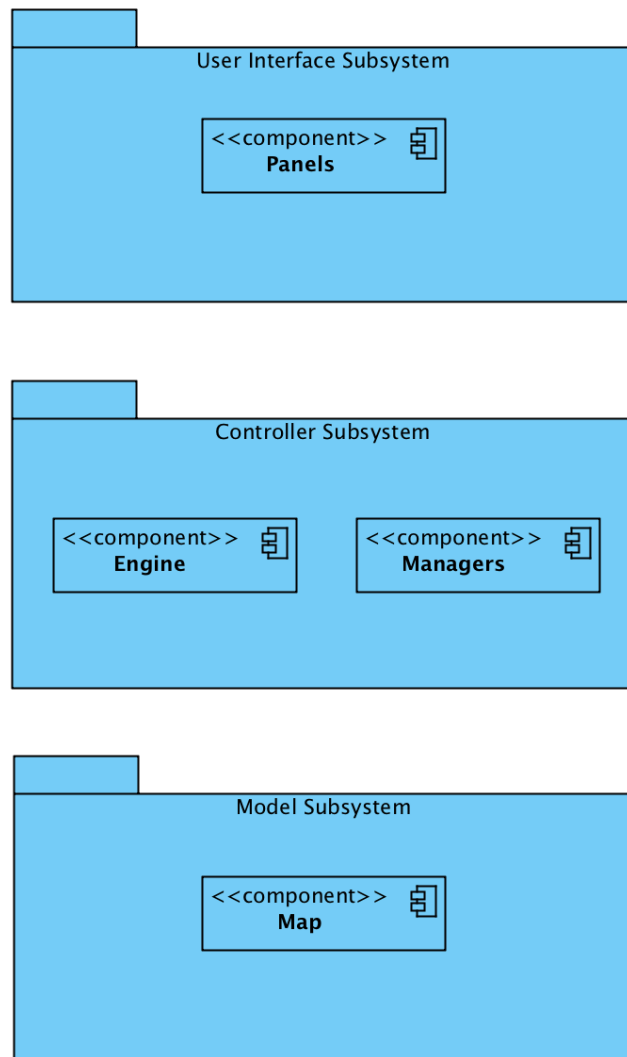 User Interface Subsystem
<<component>>
Panels
Controller Subsystem
<<component>>
Engine
<<component>>
Managers
Model Subsystem
<<component>>
Map